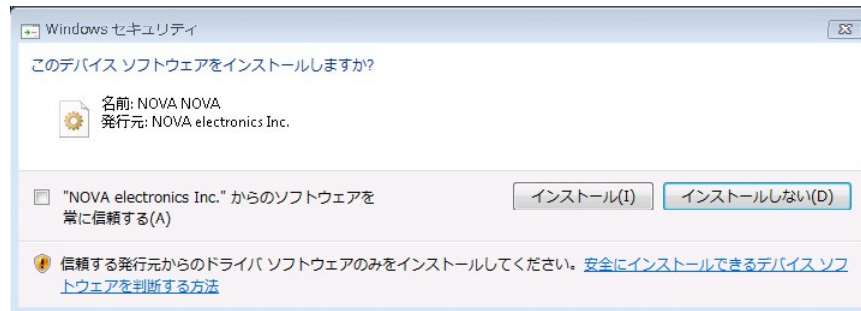 Windows セキュリティ
このデバイス ソフトウェアをインストールしますか?
名前: NOVA NOVA
発行元: NOVA electronics Inc.
"NOVA electronics Inc." からのソフトウェアを
常に信頼する(A)
インストール(I)
インストールしない(D)
信頼する発行元からのドライバ ソフトウェアのみをインストールしてください。安全にインストールできるデバイス ソフ
トウェアを判断する方法